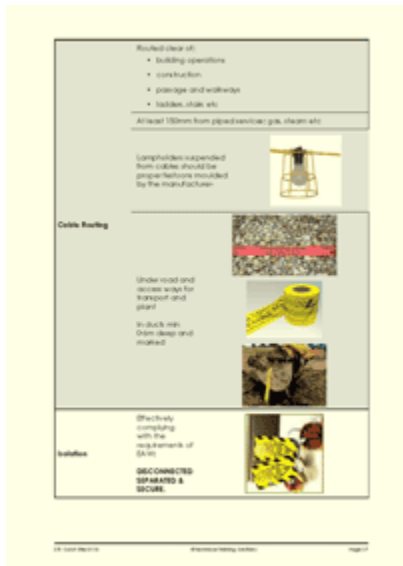 Routed clear of:
• building operations
• construction
• passage and walkways
• ladders, stairs etc
At least 150mm from piped services: gas, steam etc
Lampholders suspended
from cables should be
proper festoons moulded
by the manufacturer
Cable Routing
Under road and
access ways for
transport and
plant
In ducts min
0.6m deep and
marked
Effectively
complying
with the
requirements of
EAWR
Isolation
DISCONNECTED
SEPARATED &
SECURE.